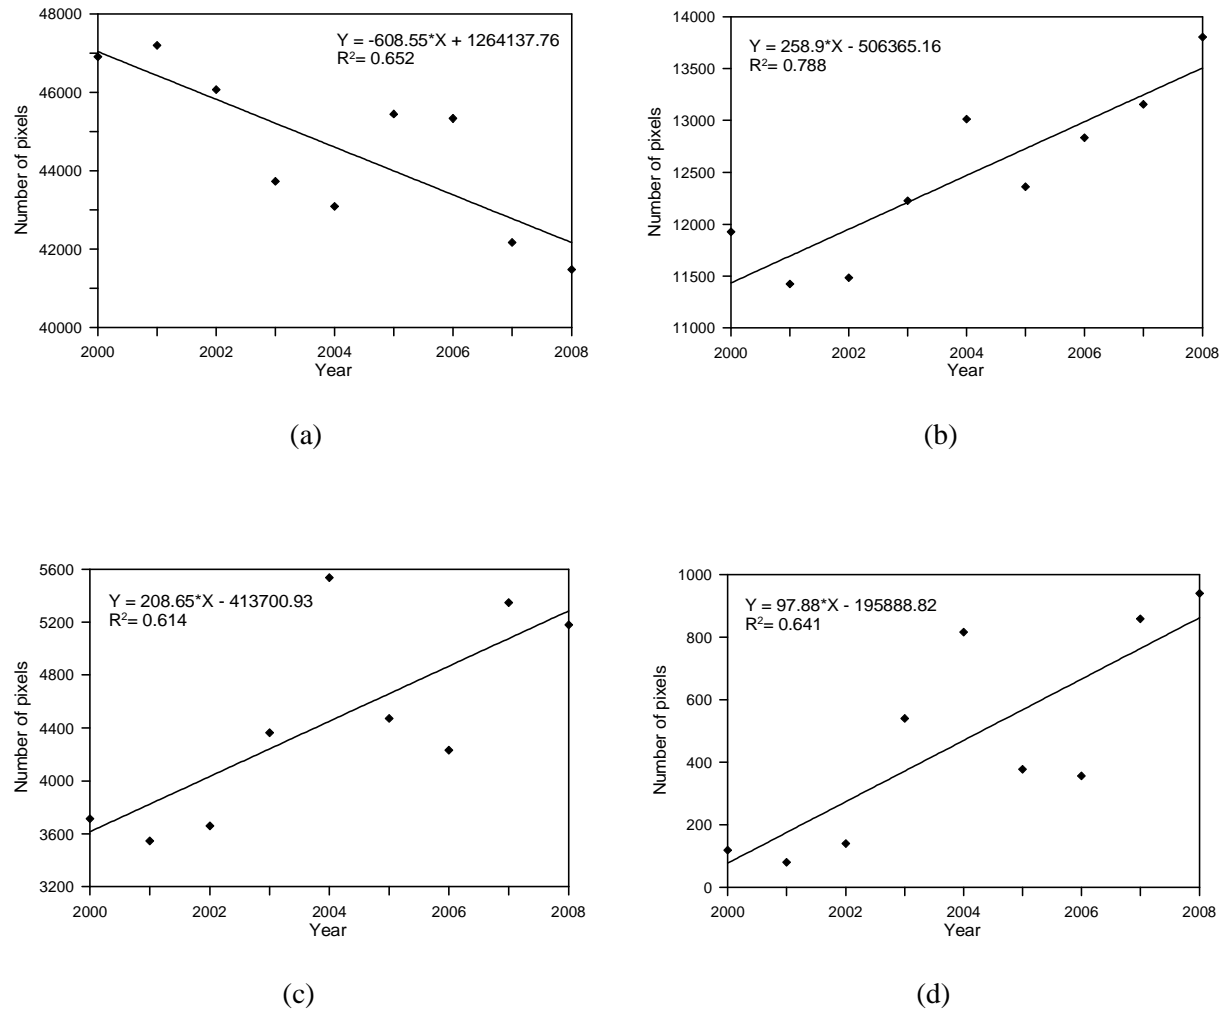 48000
46000
44000
42000
40000
Number of pixels
Y = -608.55*X + 1264137.76
R²= 0.652
2000 2002 2004 2006 2008
Year
(a)
14000
13500
13000
12500
12000
11500
11000
Number of pixels
Y = 258.9*X - 506365.16
R²= 0.788
2000 2002 2004 2006 2008
Year
(b)
5600
5200
4800
4400
4000
3600
3200
Number of pixels
Y = 208.65*X - 413700.93
R²= 0.614
2000 2002 2004 2006 2008
Year
(c)
1000
800
600
400
200
0
Number of pixels
Y = 97.88*X - 195888.82
R²= 0.641
2000 2002 2004 2006 2008
Year
(d)